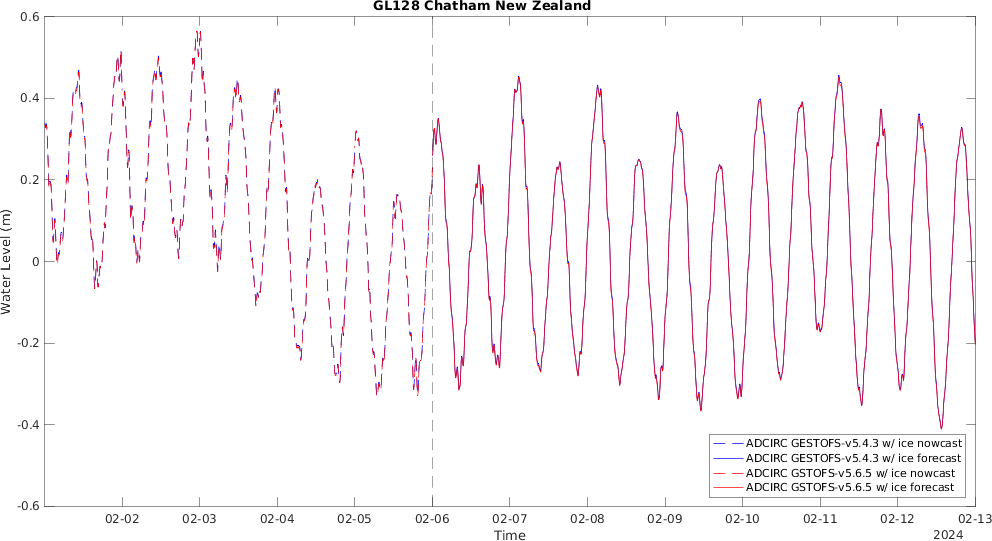 GL128 Chatham New Zealand
0.6
0.4
0.2
0
-0.2
-0.4
-0.6
Water Level (m)
ADCIRC GESTOFS-v5.4.3 w/ ice nowcast
ADCIRC GESTOFS-v5.4.3 w/ ice forecast
ADCIRC GSTOFS-v5.6.5 w/ ice nowcast
ADCIRC GSTOFS-v5.6.5 w/ ice forecast
02-02 02-03 02-04 02-05 02-06 02-07 02-08 02-09 02-10 02-11 02-12 02-13
Time
2024